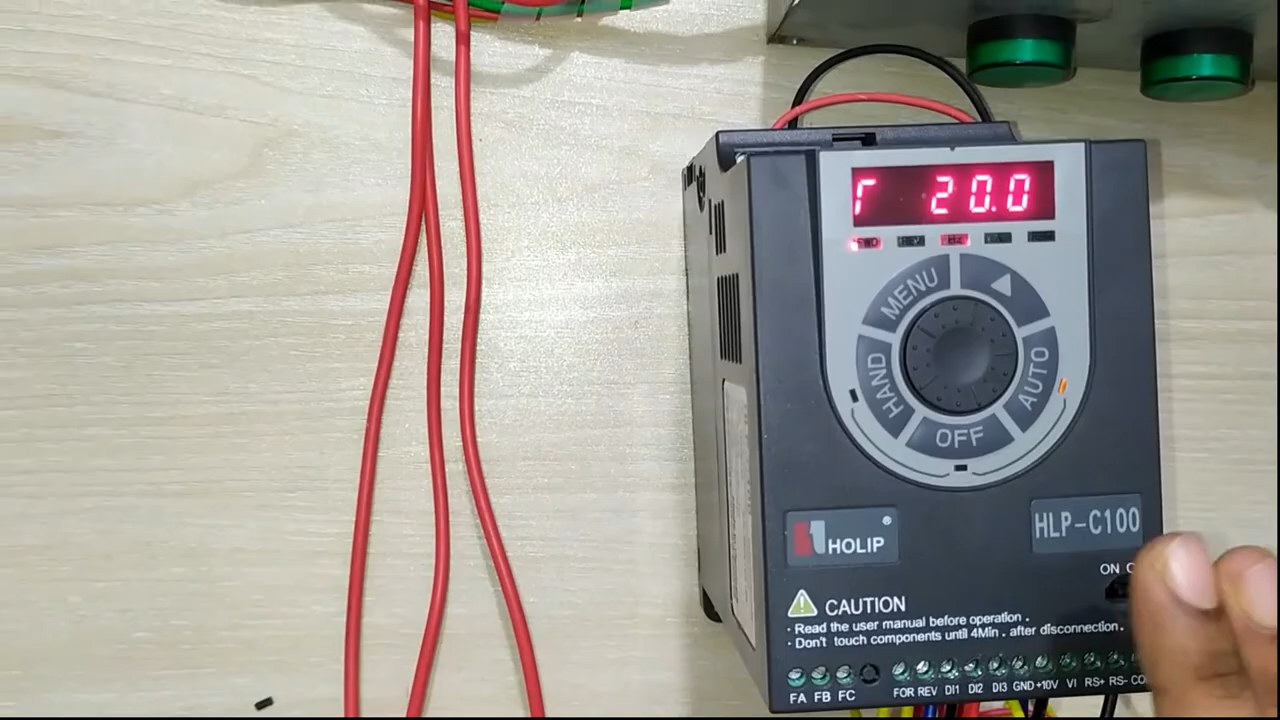 Г 20.0
FWD
MENU
HAND
AUTO
OFF
HOLIP®
HLP-C100
ON
CAUTION
· Read the user manual before operation .
· Don't touch components until 4Min . after disconnection.
FA FB FC FOR REV DI1 DI2 DI3 GND +10V VI RS+ RS- CO